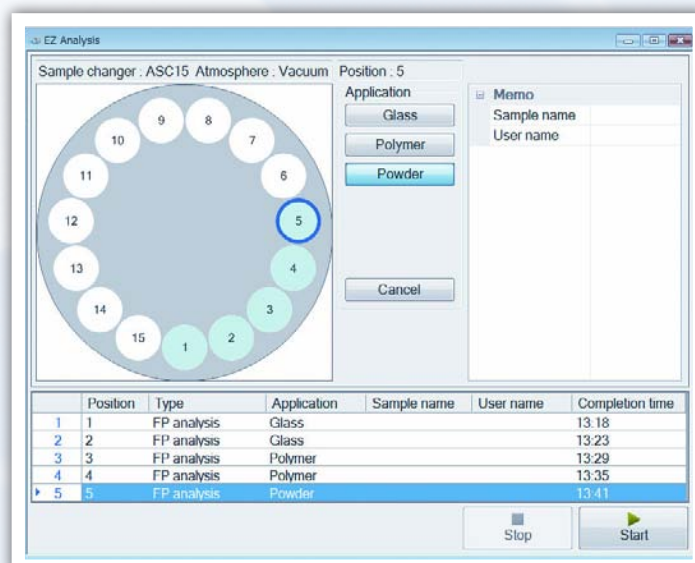 EZ Analysis
Sample changer : ASC15 Atmosphere : Vacuum Position : 5
Application
Glass
Polymer
Powder
Cancel
Memo
Sample name
User name
9
8
10
7
11
6
12
5
13
4
14
3
15
2
1
Position Type Application Sample name User name Completion time
1 1 FP analysis Glass 13:18
2 2 FP analysis Glass 13:23
3 3 FP analysis Polymer 13:29
4 4 FP analysis Polymer 13:35
5 5 FP analysis Powder 13:41
Stop
Start